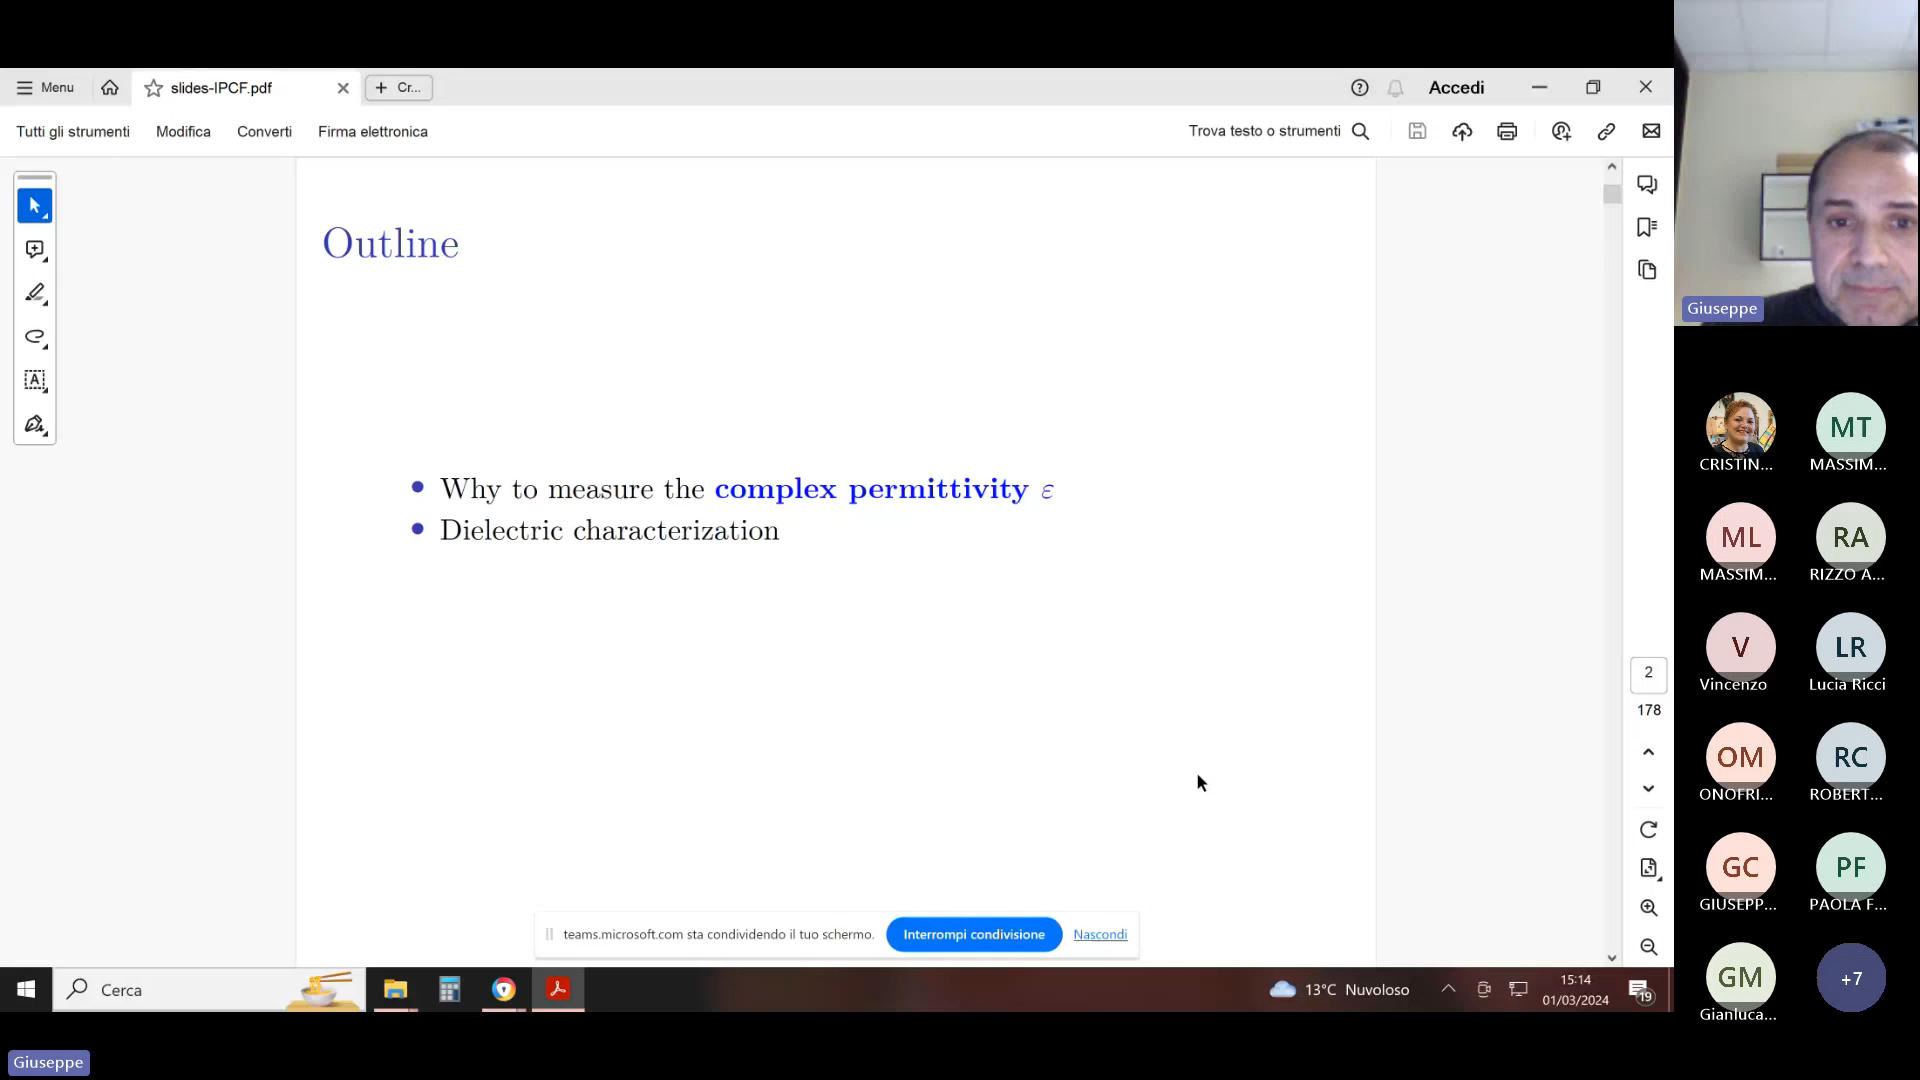 Menu
slides-IPCF.pdf
Cr...
Accedi
Tutti gli strumenti
Modifica
Converti
Firma elettronica
Trova testo o strumenti
Outline
Why to measure the complex permittivity ε
Dielectric characterization
2
178
teams.microsoft.com sta condividendo il tuo schermo.
Interrompi condivisione
Nascondi
Cerca
13°C Nuvoloso
15:14
01/03/2024
19
Giuseppe
Giuseppe
CRISTIN...
MT
MASSIM...
ML
MASSIM...
RA
RIZZO A...
V
Vincenzo
LR
Lucia Ricci
OM
ONOFRI...
RC
ROBERT...
GC
GIUSEPP...
PF
PAOLA F...
GM
Gianluca...
+7